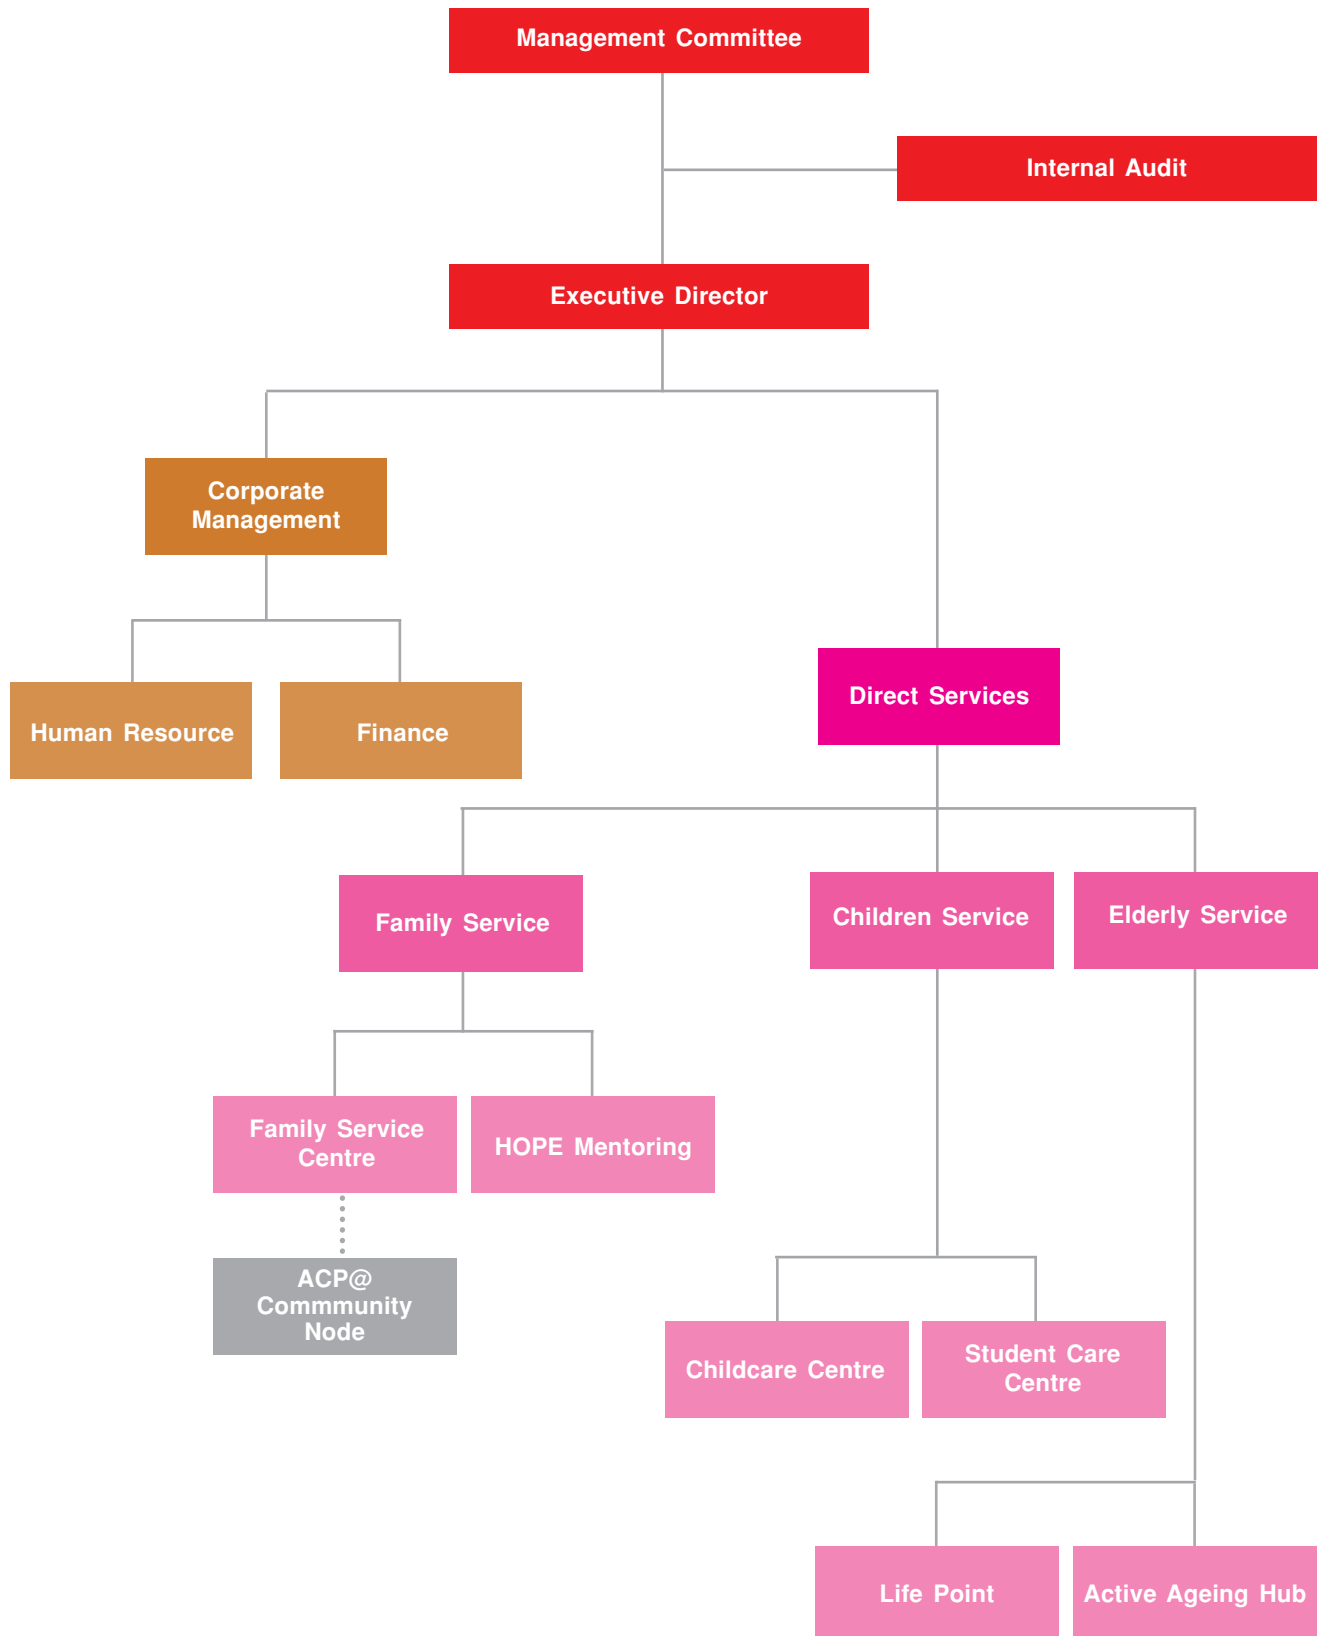 Management Committee
Internal Audit
Executive Director
Corporate
Management
Human Resource
Finance
Direct Services
Family Service
Children Service
Elderly Service
Family Service
Centre
HOPE Mentoring
ACP@
Commmunity
Node
Childcare Centre
Student Care
Centre
Life Point
Active Ageing Hub